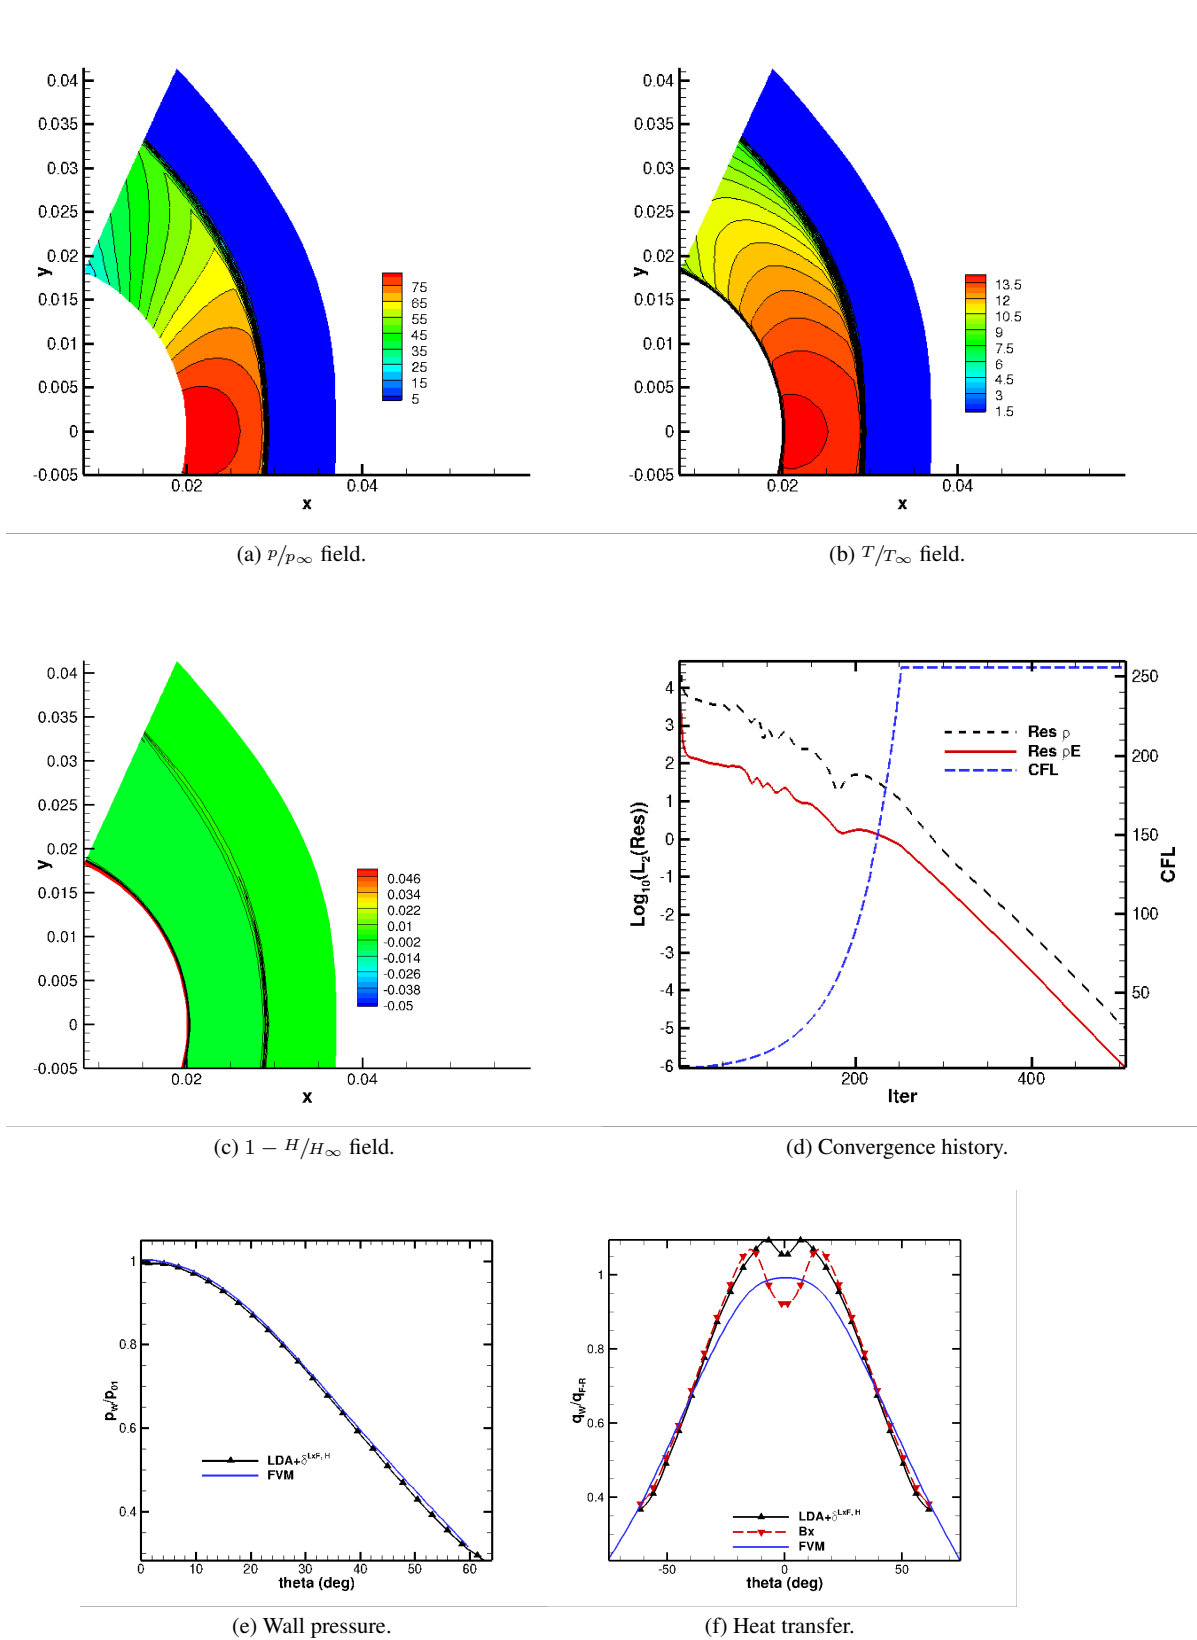 0.04
0.035
0.03
0.025
0.02
0.015
0.01
0.005
0
-0.005
y
0.02 0.04
x
75
65
55
45
35
25
15
5
(a) p/p∞ field.
0.04
0.035
0.03
0.025
0.02
0.015
0.01
0.005
0
-0.005
y
0.02 0.04
x
13.5
12
10.5
9
7.5
6
4.5
3
1.5
(b) T/T∞ field.
0.04
0.035
0.03
0.025
0.02
0.015
0.01
0.005
0
-0.005
y
0.02 0.04
x
0.046
0.034
0.022
0.01
-0.002
-0.014
-0.026
-0.038
-0.05
(c) 1 − H/H∞ field.
4
3
2
1
0
-1
-2
-3
-4
-5
-6
Log10(L2(Res))
200 400
Iter
250
200
150
100
50
CFL
Res ρ
Res ρE
CFL
(d) Convergence history.
1
0.8
0.6
0.4
pw/p01
0 10 20 30 40 50 60
theta (deg)
LDA+δLxF, H
FVM
(e) Wall pressure.
1
0.8
0.6
0.4
qw/qF-R
-50 0 50
theta (deg)
LDA+δLxF, H
Bx
FVM
(f) Heat transfer.